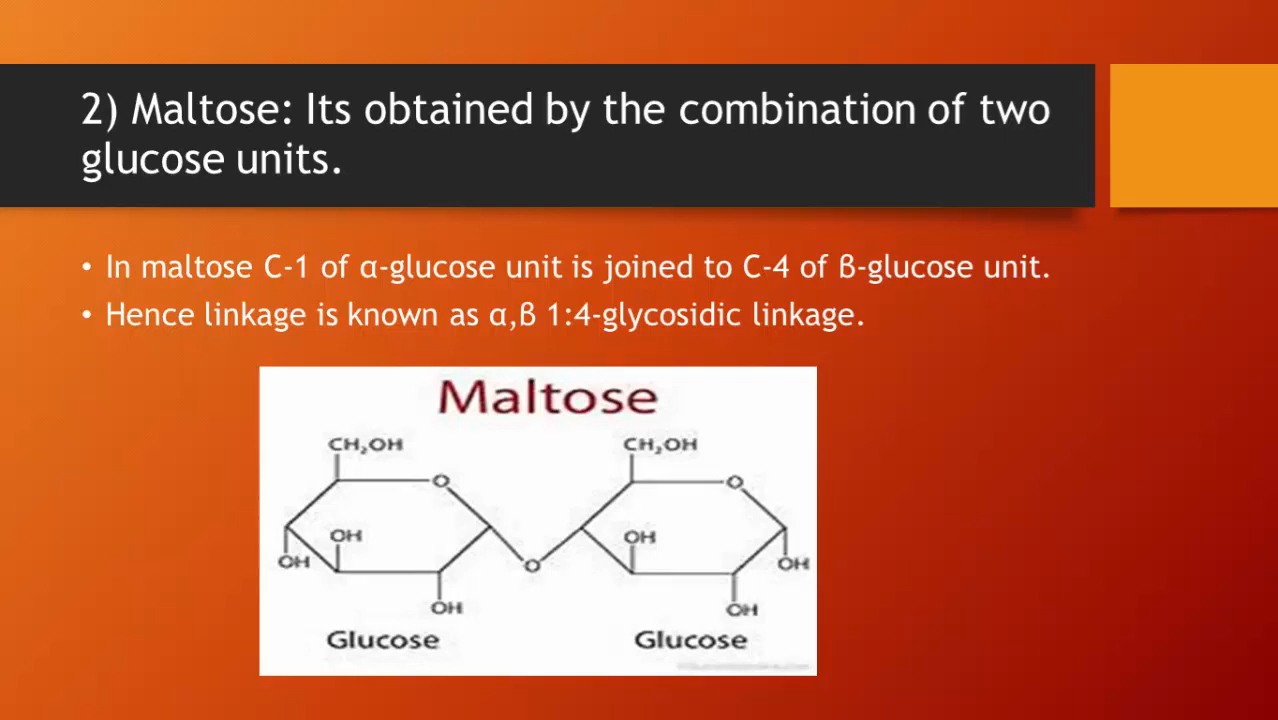 2) Maltose: Its obtained by the combination of two
glucose units.
• In maltose C-1 of α-glucose unit is joined to C-4 of β-glucose unit.
• Hence linkage is known as α,β 1:4-glycosidic linkage.
Maltose
CH₂OH CH₂OH
O O
OH OH
OH O OH
OH OH
Glucose Glucose